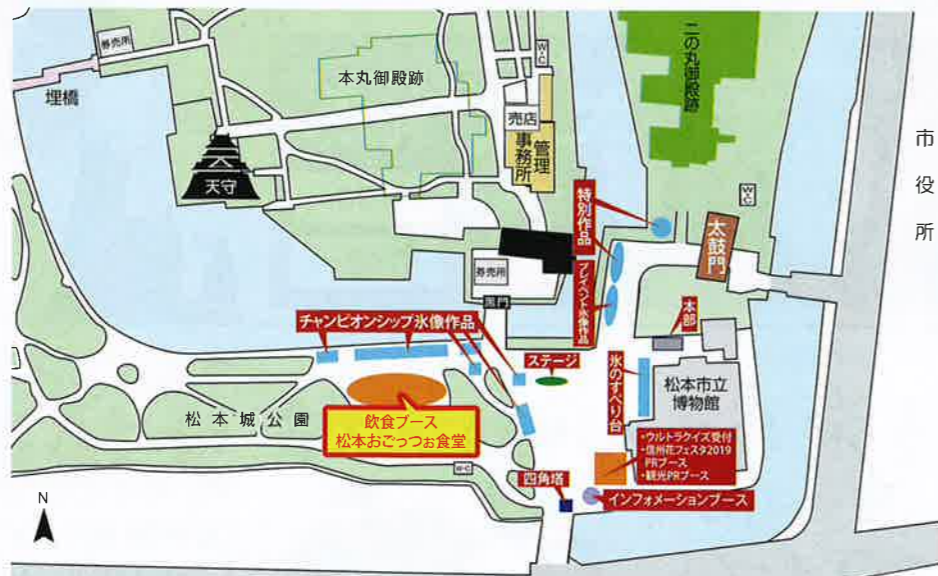 券売所
埋橋
天守
本丸御殿跡
W・C
売店
管理
事務所
二の丸御殿跡
市役所
W・C
特別作品
太鼓門
プレイベント氷像作品
券売所
黒門
本部
チャンピオンシップ氷像作品
ステージ
氷のすべり台
松本市立
博物館
松本城公園
飲食ブース
松本おごっつぉ食堂
・ウルトラクイズ受付
・信州花フェスタ2019
PRブース
・観光PRブース
W・C
四角塔
インフォメーションブース
N